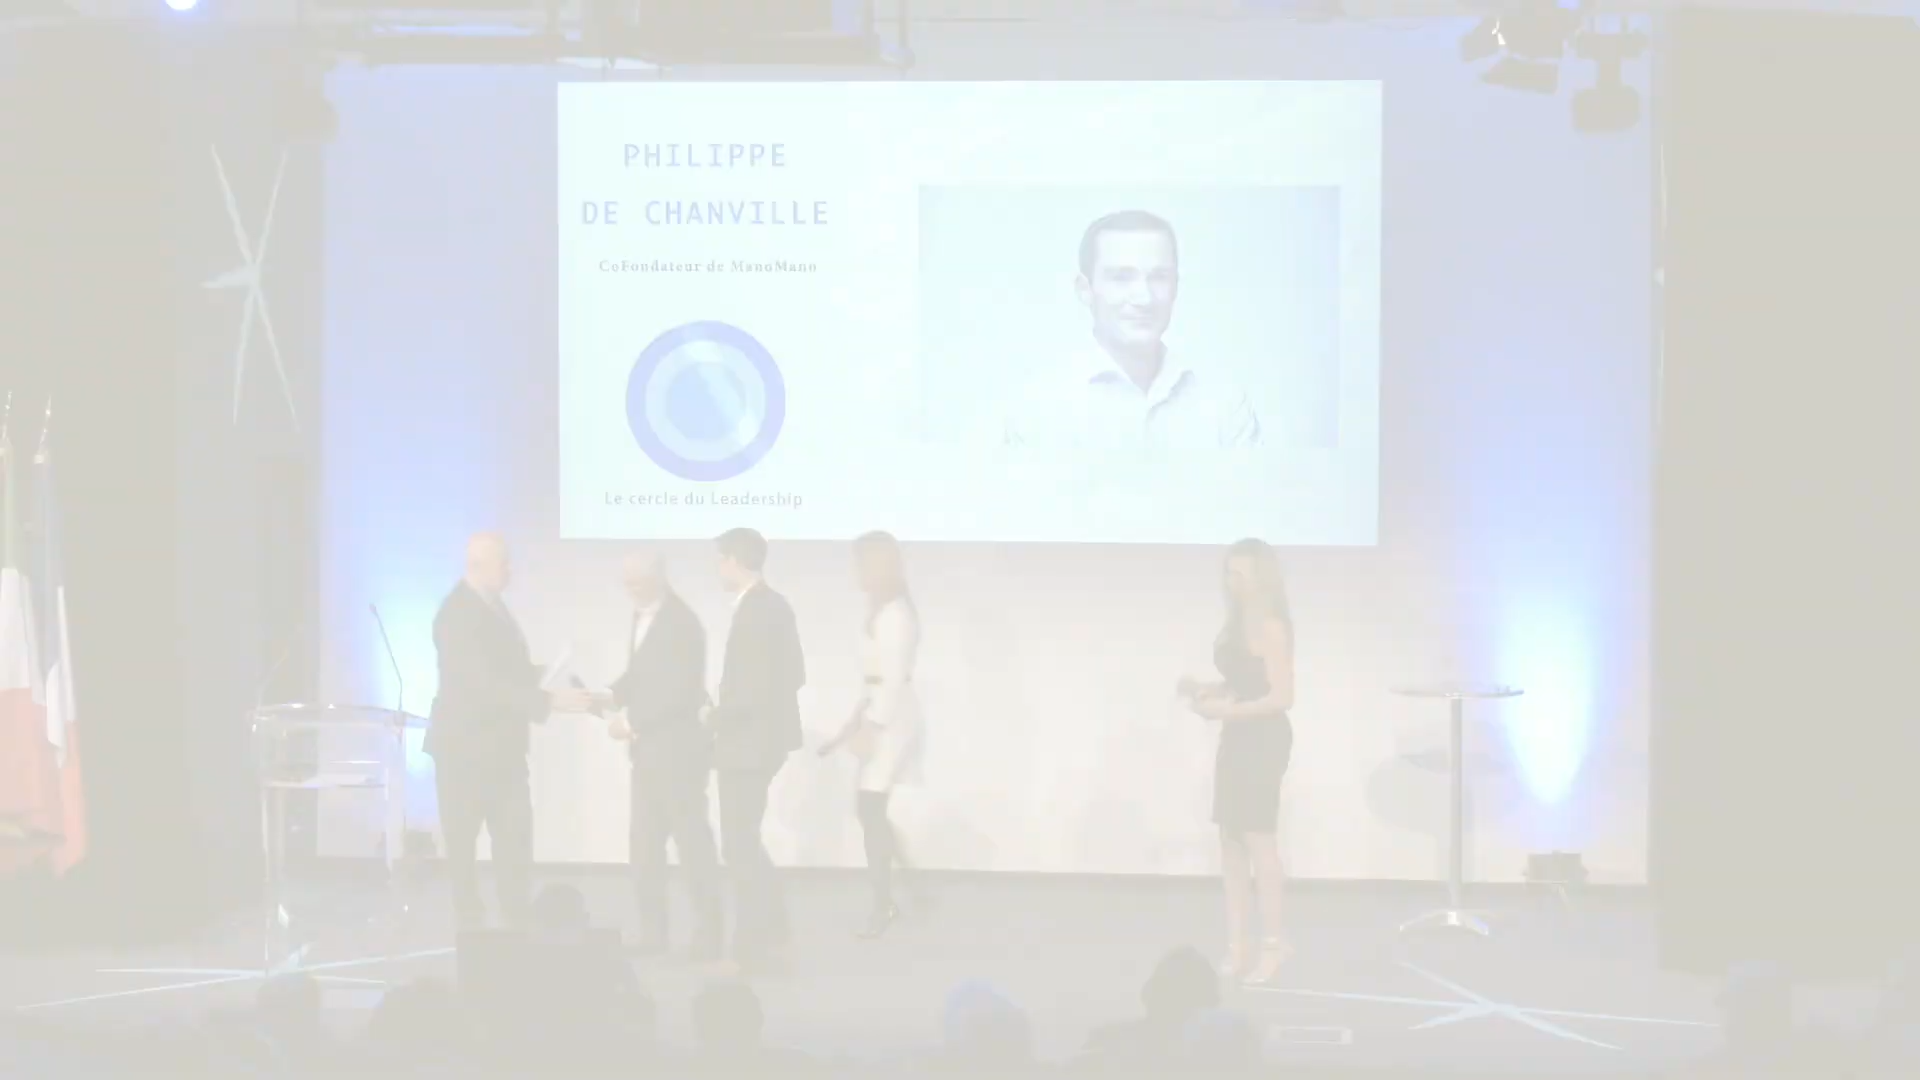 PHILIPPE
DE CHANVILLE
CoFondateur de ManoMano
Le cercle du Leadership